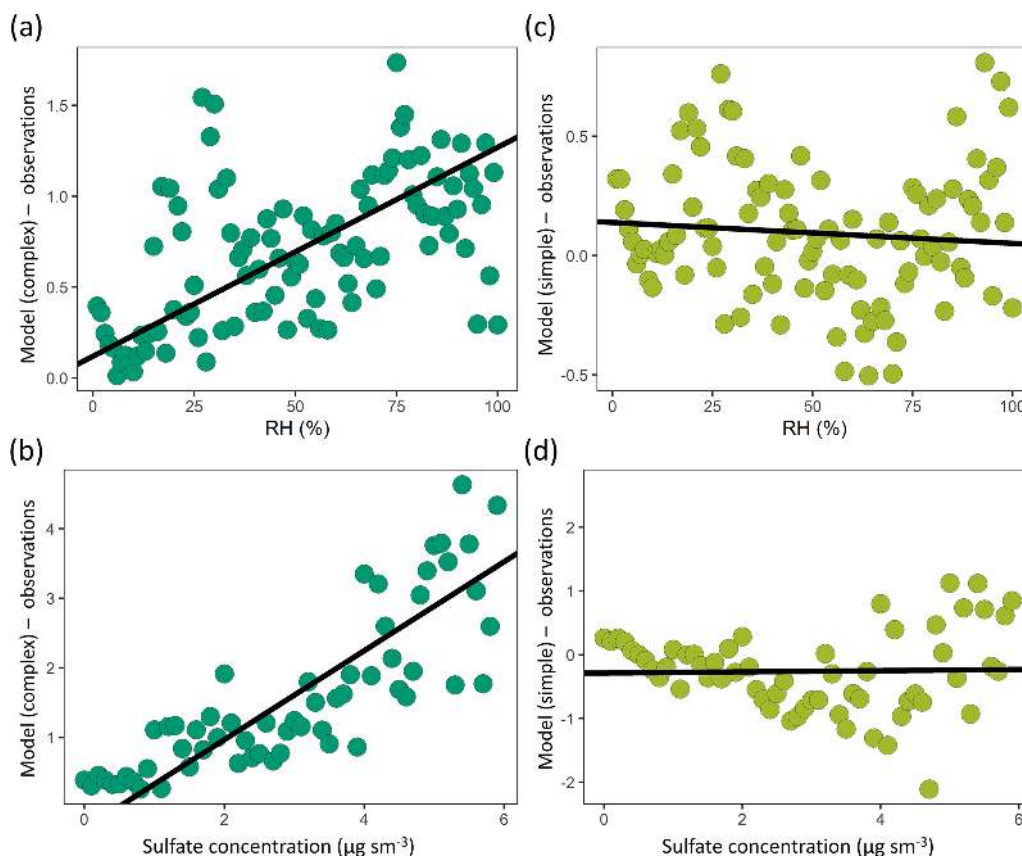 (a)
Model (complex) – observations
1.5
1.0
0.5
0.0
0 25 50 75 100
RH (%)
(c)
Model (simple) – observations
0.5
0.0
-0.5
0 25 50 75 100
RH (%)
(b)
Model (complex) – observations
4
3
2
1
0 2 4 6
Sulfate concentration (µg sm⁻³)
(d)
Model (simple) – observations
2
1
0
-1
-2
0 2 4 6
Sulfate concentration (µg sm⁻³)